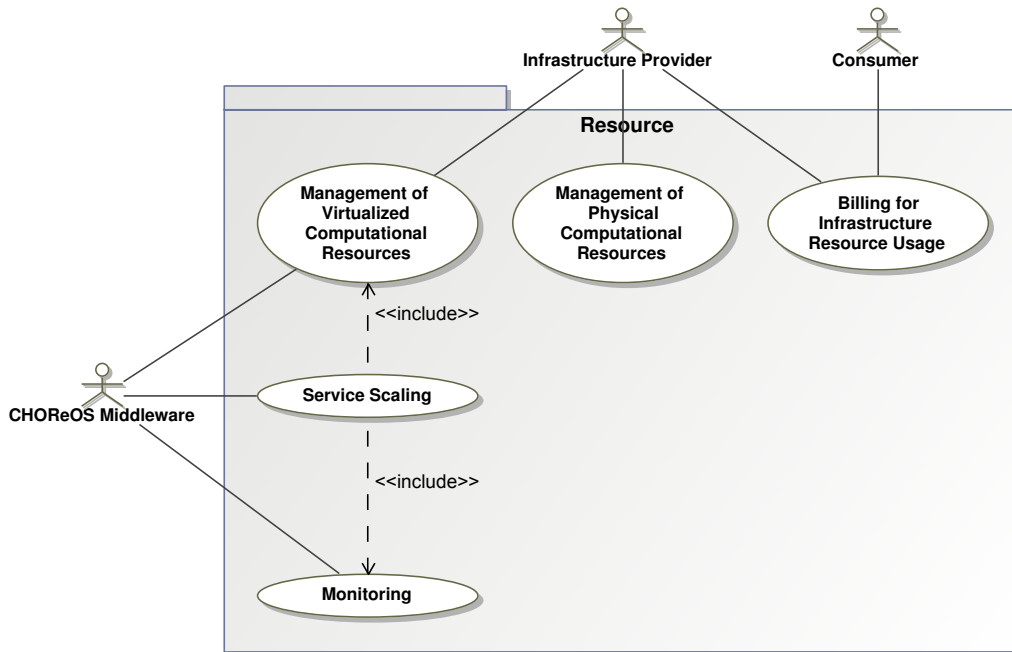 Infrastructure Provider
Consumer
Resource
Management of
Virtualized
Computational
Resources
Management of
Physical
Computational
Resources
Billing for
Infrastructure
Resource Usage
<<include>>
Service Scaling
CHOReOS Middleware
<<include>>
Monitoring